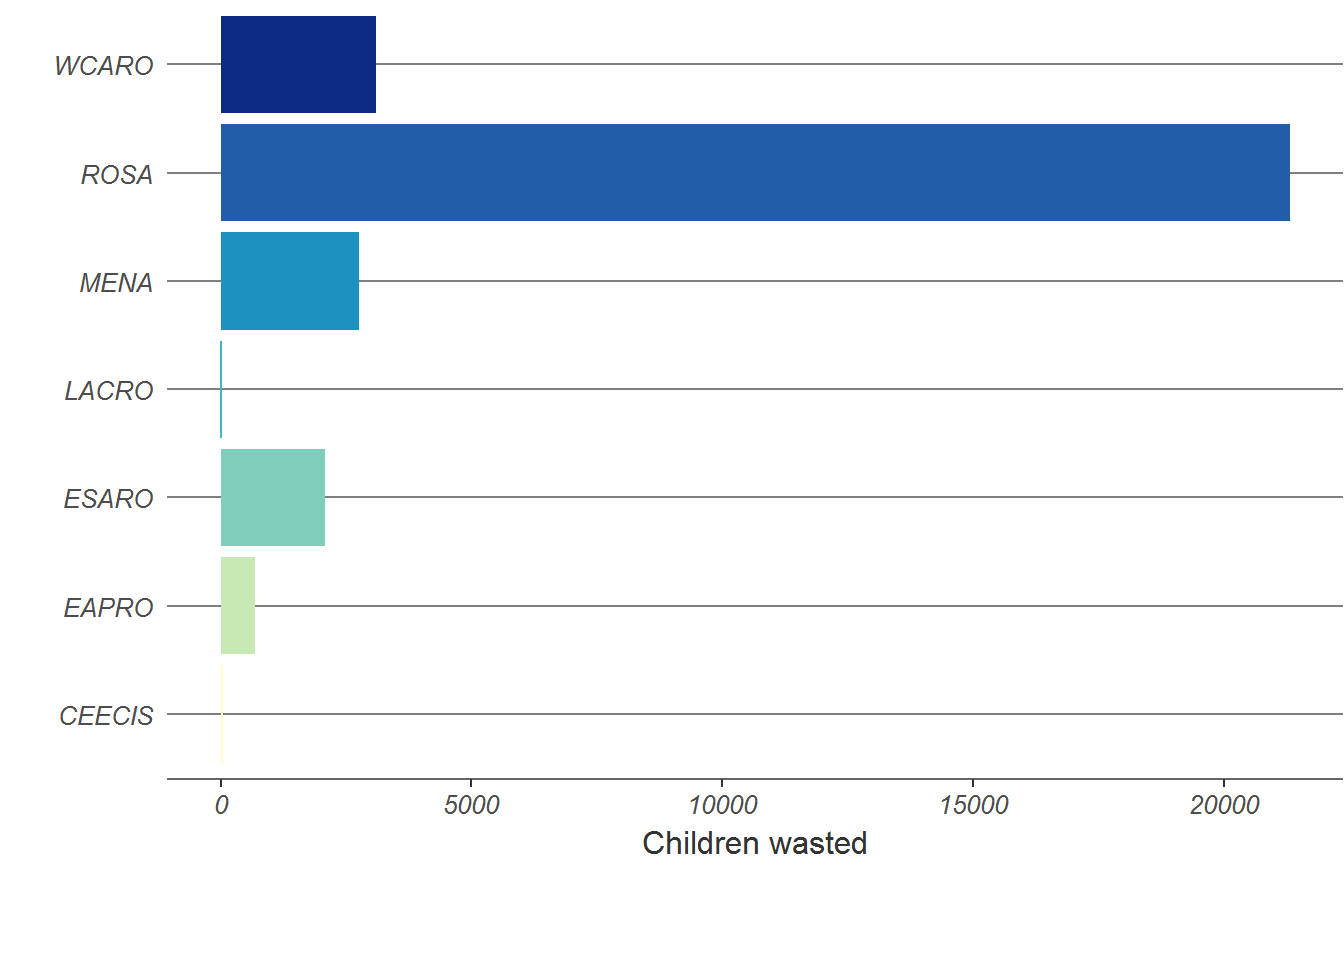 WCARO
ROSA
MENA
LACRO
ESARO
EAPRO
CEECIS
0 5000 10000 15000 20000
Children wasted